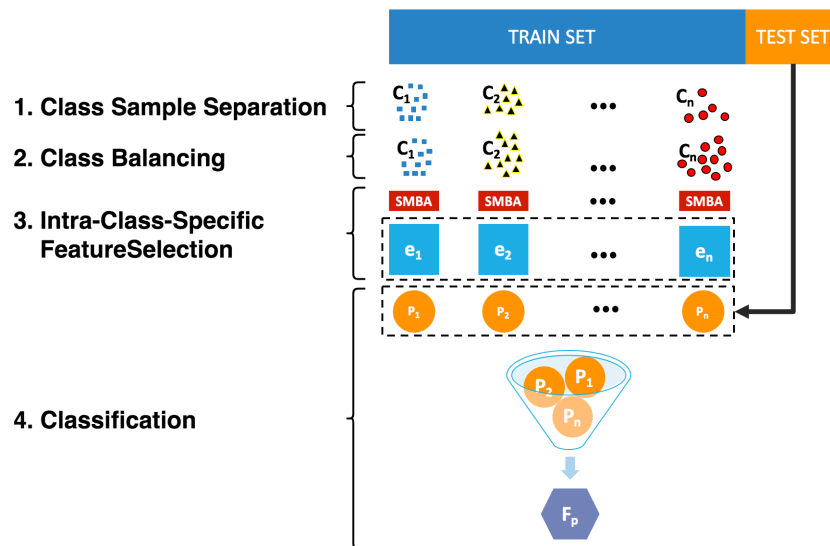 TRAIN SET
TEST SET
1. Class Sample Separation
C1
C2
•••
Cn
2. Class Balancing
C1
C2
•••
Cn
3. Intra-Class-Specific
FeatureSelection
SMBA
SMBA
•••
SMBA
e1
e2
•••
en
P1
P2
•••
Pn
4. Classification
P2
P1
Pn
Fp